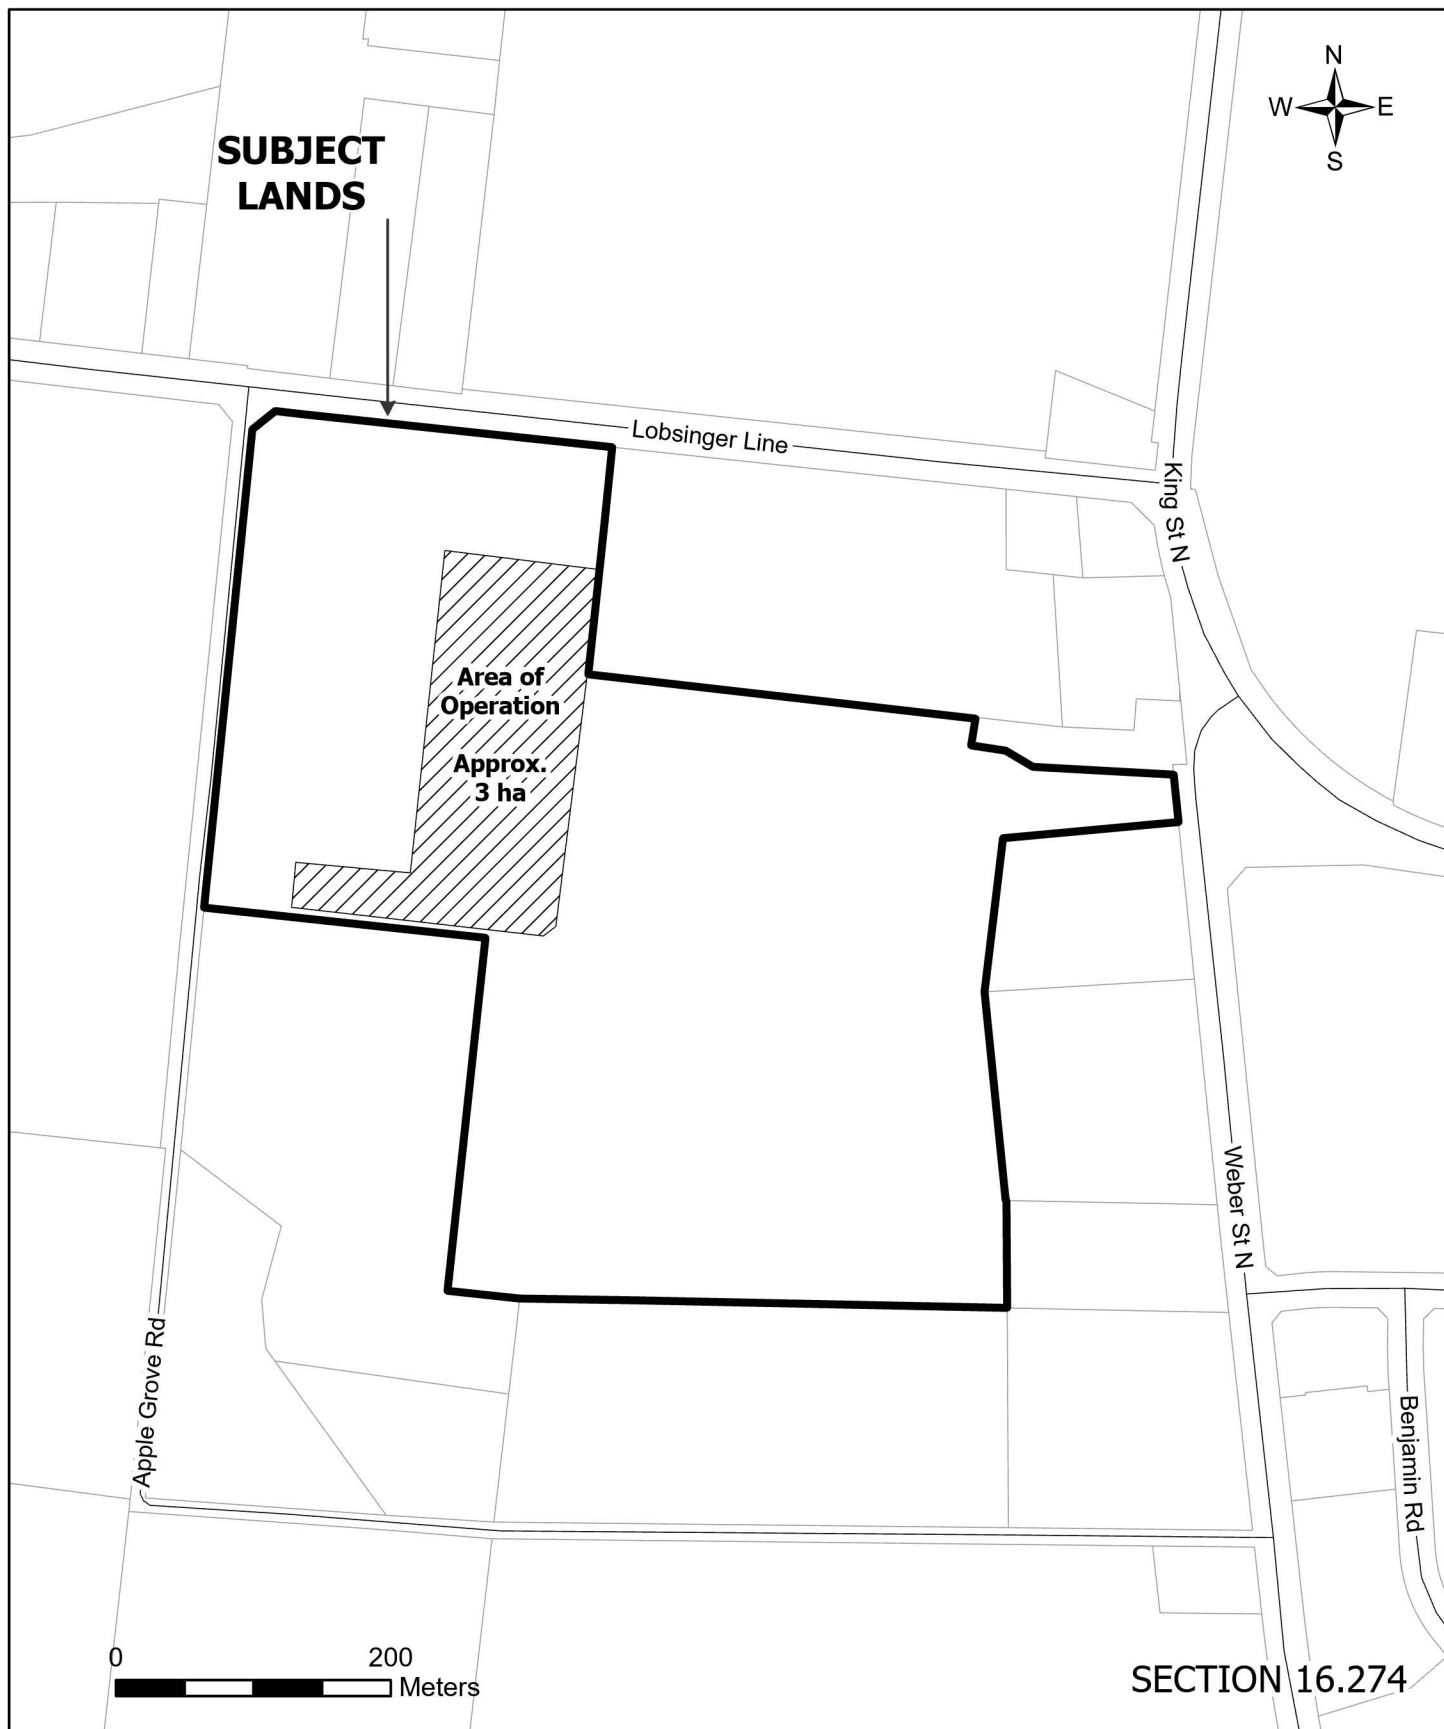 N
W E
S
SUBJECT
LANDS
Lobsinger Line
King St N
Area of
Operation
Approx.
3 ha
Weber St N
Apple Grove Rd
Benjamin Rd
0 200
Meters
SECTION 16.274